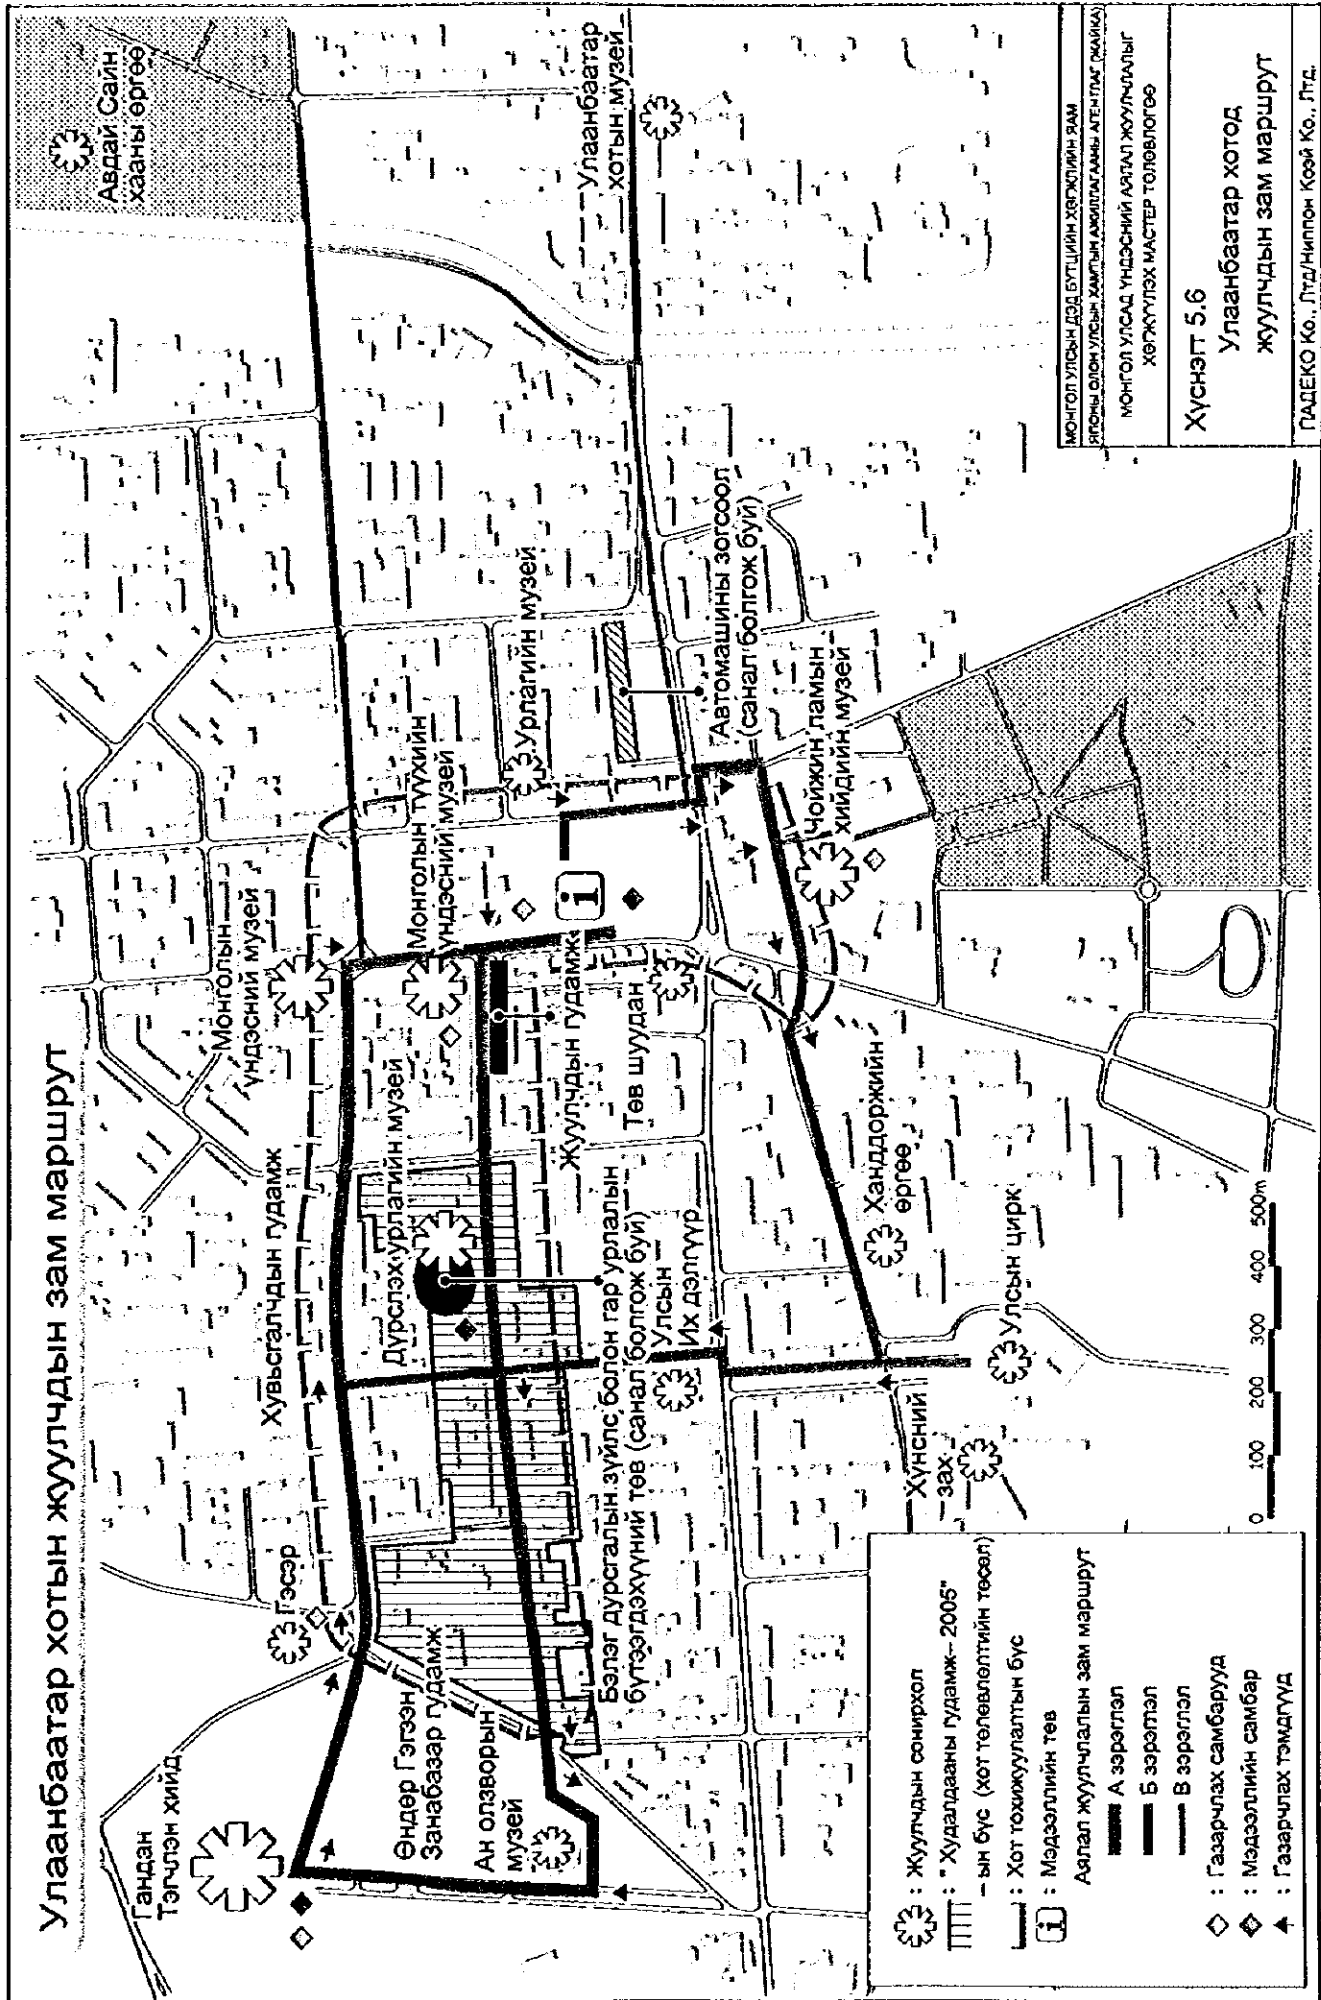 Улаанбаатар хотын жуулчдын зам маршрут
Гандан
Тэгчлэн хийд
Гэсэр
Хувьсгалчдын гудамж
Монголын
үндэсний музей
Авдай Сайн
хааны өргөө
Өндөр Гэгээн
Занабазар гудамж
Ан олзворын
музей
Дүрслэх урлагийн музей
Монголын түүхийн
үндэсний музей
Урлагийн музей
Улаанбаатар
хотын музей
Жуулчдын гудамж
i
Бэлэг дурсгалын зүйлс болон гар урлалын
бүтээгдэхүүний төв (санал болгож буй)
Төв шуудан
Улсын
Их дэлгүүр
Автомашины зогсоол
(санал болгож буй)
Чойжин ламын
хийдийн музей
Ханддоржийн
өргөө
Хүнсний
зах
Улсын цирк
: Жуулчдын сонирхол
: " Худалдааны гудамж– 2005"
– ын бүс (хот төлөвлөлтийн төсөл)
: Хот тохижуулалтын бүс
i : Мэдээллийн төв
Аялал жуулчлалын зам маршрут
А зэрэглэл
Б зэрэглэл
В зэрэглэл
: Газарчлах самбарууд
: Мэдээллийн самбар
: Газарчлах тэмдгүүд
0 100 200 300 400 500m
МОНГОЛ УЛСЫН ДЭД БҮТЦИЙН ХӨГЖЛИЙН ЯАМ
ЯПОНЫ ОЛОН УЛСЫН ХАМТЫН АЖИЛЛАГААНЫ АГЕНТЛАГ (ЖАЙКА)
МОНГОЛ УЛСАД ҮНДЭСНИЙ АЯЛАЛ ЖУУЛЧЛАЛЫГ
ХӨГЖҮҮЛЭХ МАСТЕР ТӨЛӨВЛӨГӨӨ
Хүснэгт 5.6
Улаанбаатар хотод
жуулчдын зам маршрут
ПАДЕКО Ко., Лтд/Ниппон Коэй Ко., Лтд.